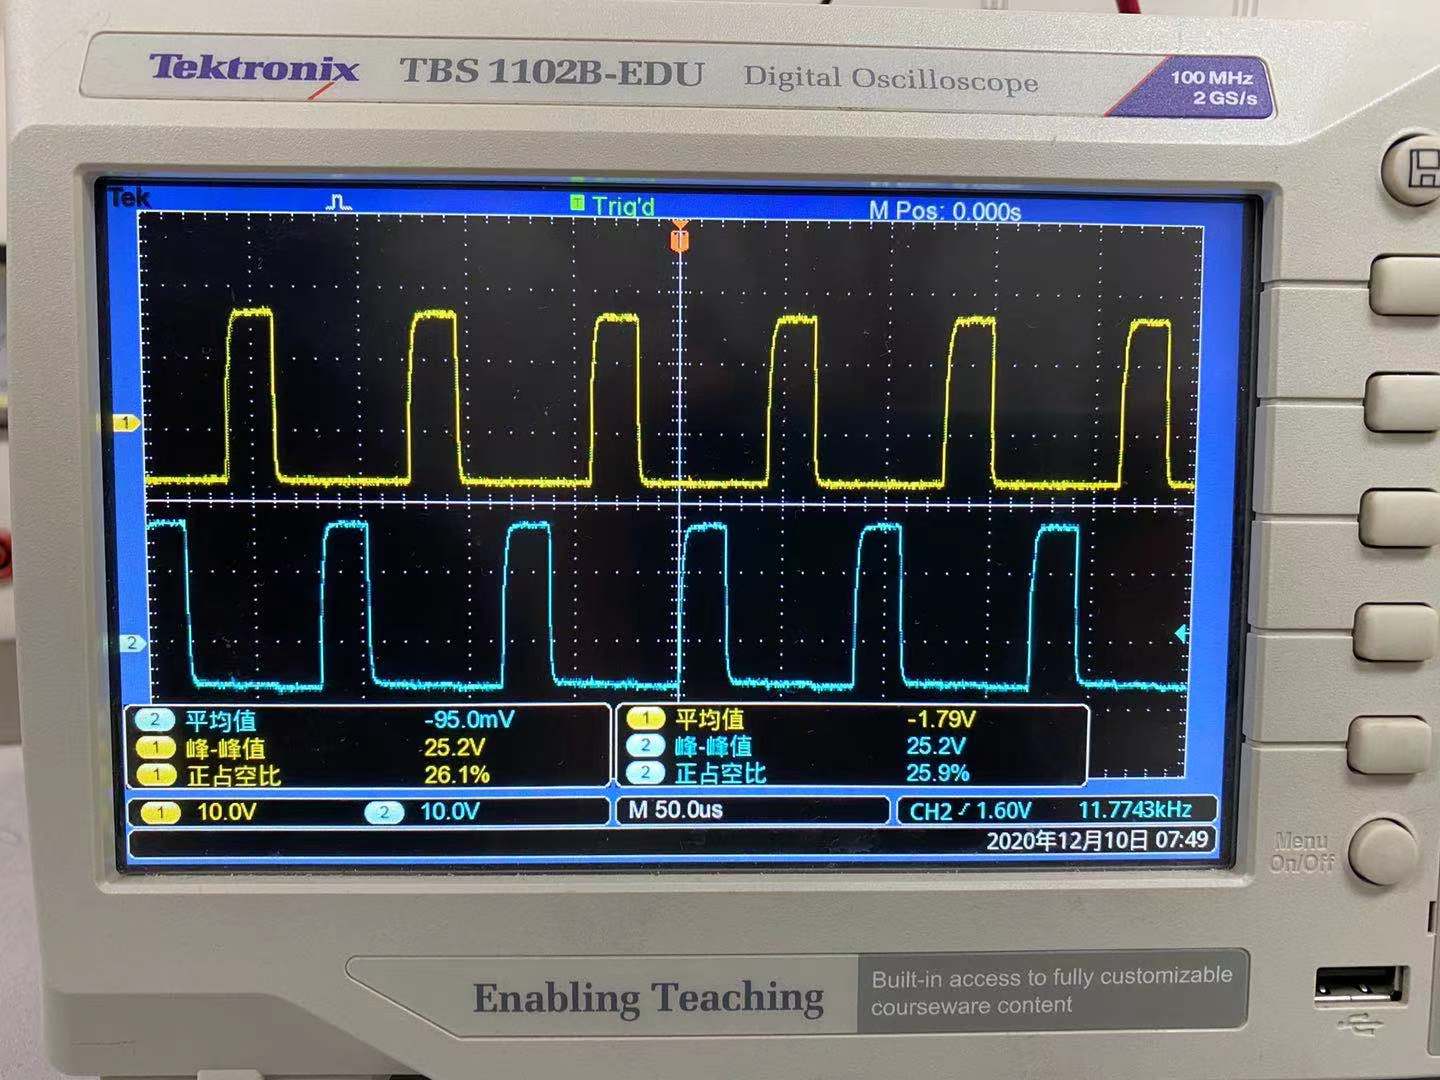 Tektronix TBS 1102B-EDU Digital Oscilloscope
100 MHz
2 GS/s
Tek Trig'd M Pos: 0.000s
1
2
2 平均值 -95.0mV
1 峰-峰值 25.2V
1 正占空比 26.1%
1 平均值 -1.79V
2 峰-峰值 25.2V
2 正占空比 25.9%
1 10.0V 2 10.0V M 50.0us CH2 1.60V 11.7743kHz
2020年12月10日 07:49
Menu
On/Off
Enabling Teaching
Built-in access to fully customizable
courseware content